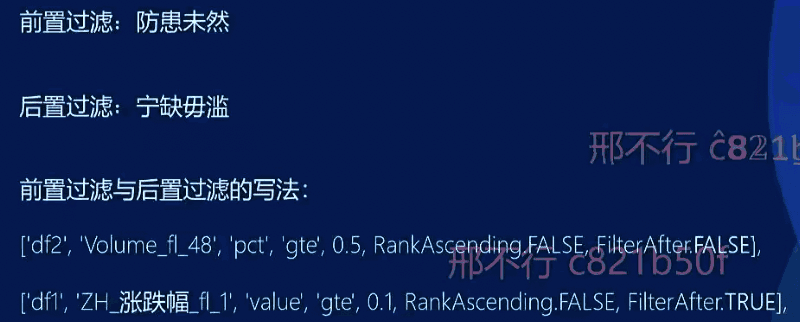 前置过滤：防患未然
后置过滤：宁缺毋滥
邢不行
前置过滤与后置过滤的写法：
['df2', 'Volume_fl_48', 'pct', 'gte', 0.5, RankAscending.FALSE, FilterAfter.FALSE],
邢不行 c821b50f
['df1', 'ZH_涨跌幅_fl_1', 'value', 'gte', 0.1, RankAscending.FALSE, FilterAfter.TRUE],